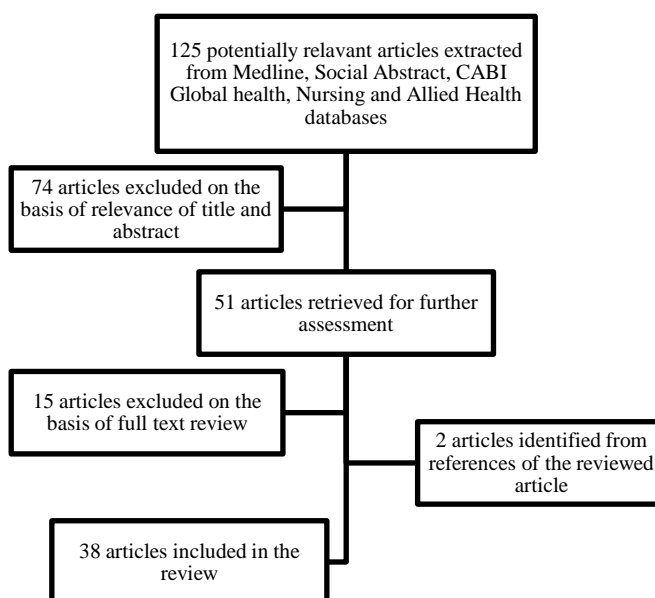 125 potentially relavant articles extracted
from Medline, Social Abstract, CABI
Global health, Nursing and Allied Health
databases
74 articles excluded on the
basis of relevance of title and
abstract
51 articles retrieved for further
assessment
15 articles excluded on the
basis of full text review
2 articles identified from
references of the reviewed
article
38 articles included in the
review